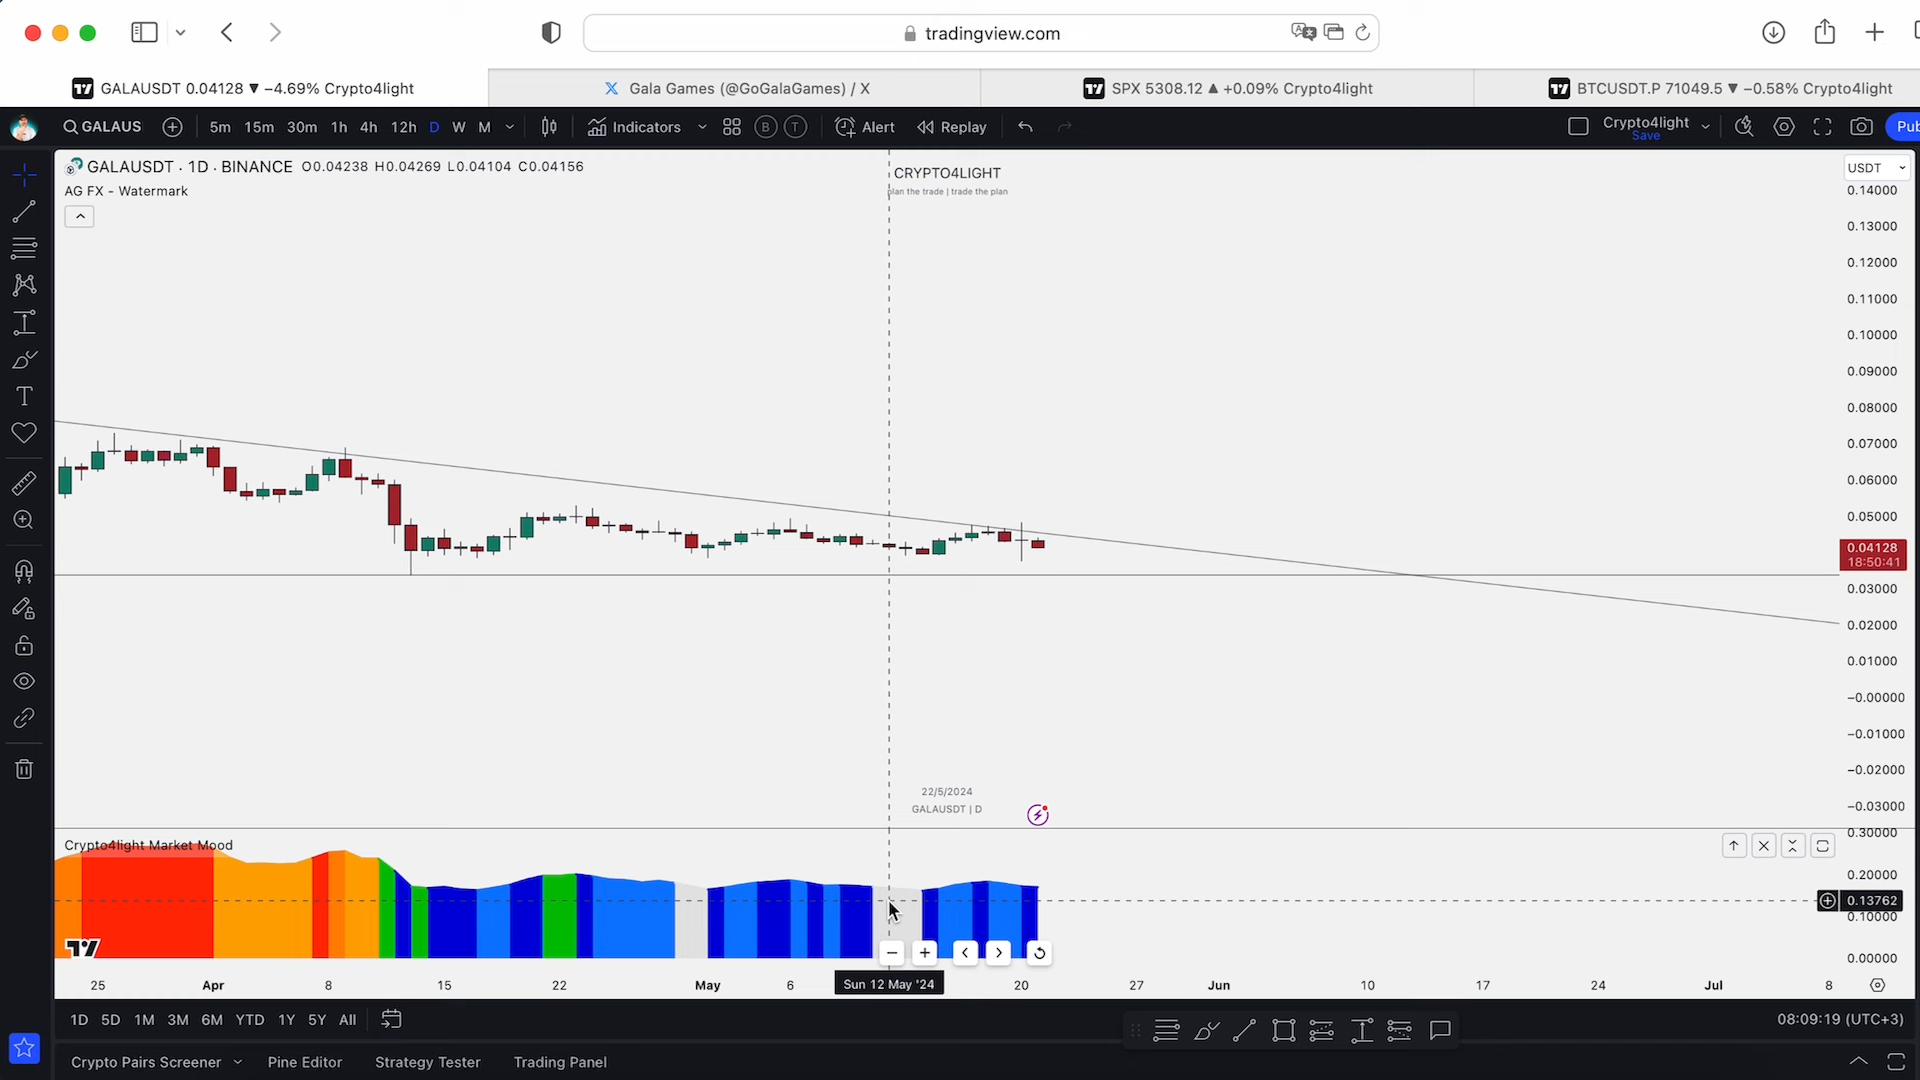 tradingview.com
GALAUSDT 0.04128 ▼ −4.69% Crypto4light
Gala Games (@GoGalaGames) / X
SPX 5308.12 ▲ +0.09% Crypto4light
BTCUSDT.P 71049.5 ▼ −0.58% Crypto4light
GALAUS 5m 15m 30m 1h 4h 12h D W M Indicators B T Alert Replay Crypto4light Pub
Save
GALAUSDT · 1D · BINANCE O0.04238 H0.04269 L0.04104 C0.04156
AG FX - Watermark
CRYPTO4LIGHT
plan the trade | trade the plan
USDT
0.14000
0.13000
0.12000
0.11000
0.10000
0.09000
0.08000
0.07000
0.06000
0.05000
0.04128
18:50:41
0.03000
0.02000
0.01000
−0.00000
−0.01000
−0.02000
−0.03000
22/5/2024
GALAUSDT | D
Crypto4light Market Mood
0.30000
0.20000
0.13762
0.10000
0.00000
25 Apr 8 15 22 May 6 Sun 12 May '24 20 27 Jun 10 17 24 Jul 8
1D 5D 1M 3M 6M YTD 1Y 5Y All 08:09:19 (UTC+3)
Crypto Pairs Screener Pine Editor Strategy Tester Trading Panel